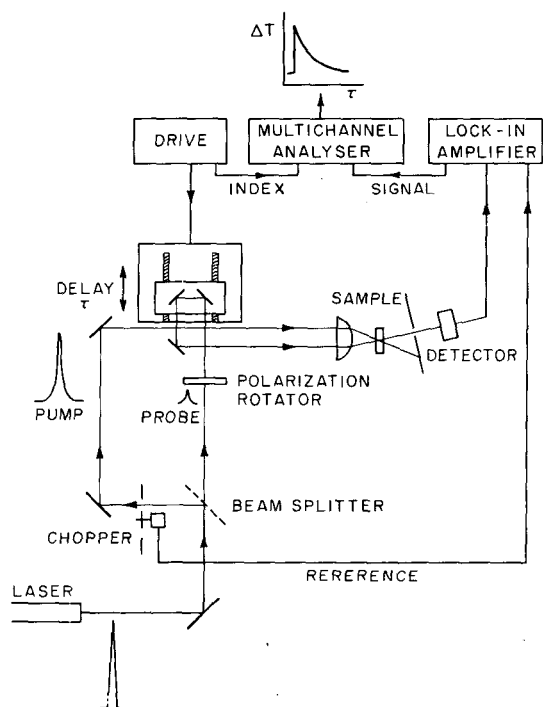 ΔT
τ
DRIVE
MULTICHANNEL
ANALYSER
LOCK-IN
AMPLIFIER
INDEX
SIGNAL
DELAY
τ
SAMPLE
DETECTOR
PUMP
POLARIZATION
ROTATOR
PROBE
BEAM SPLITTER
CHOPPER
RERERENCE
LASER